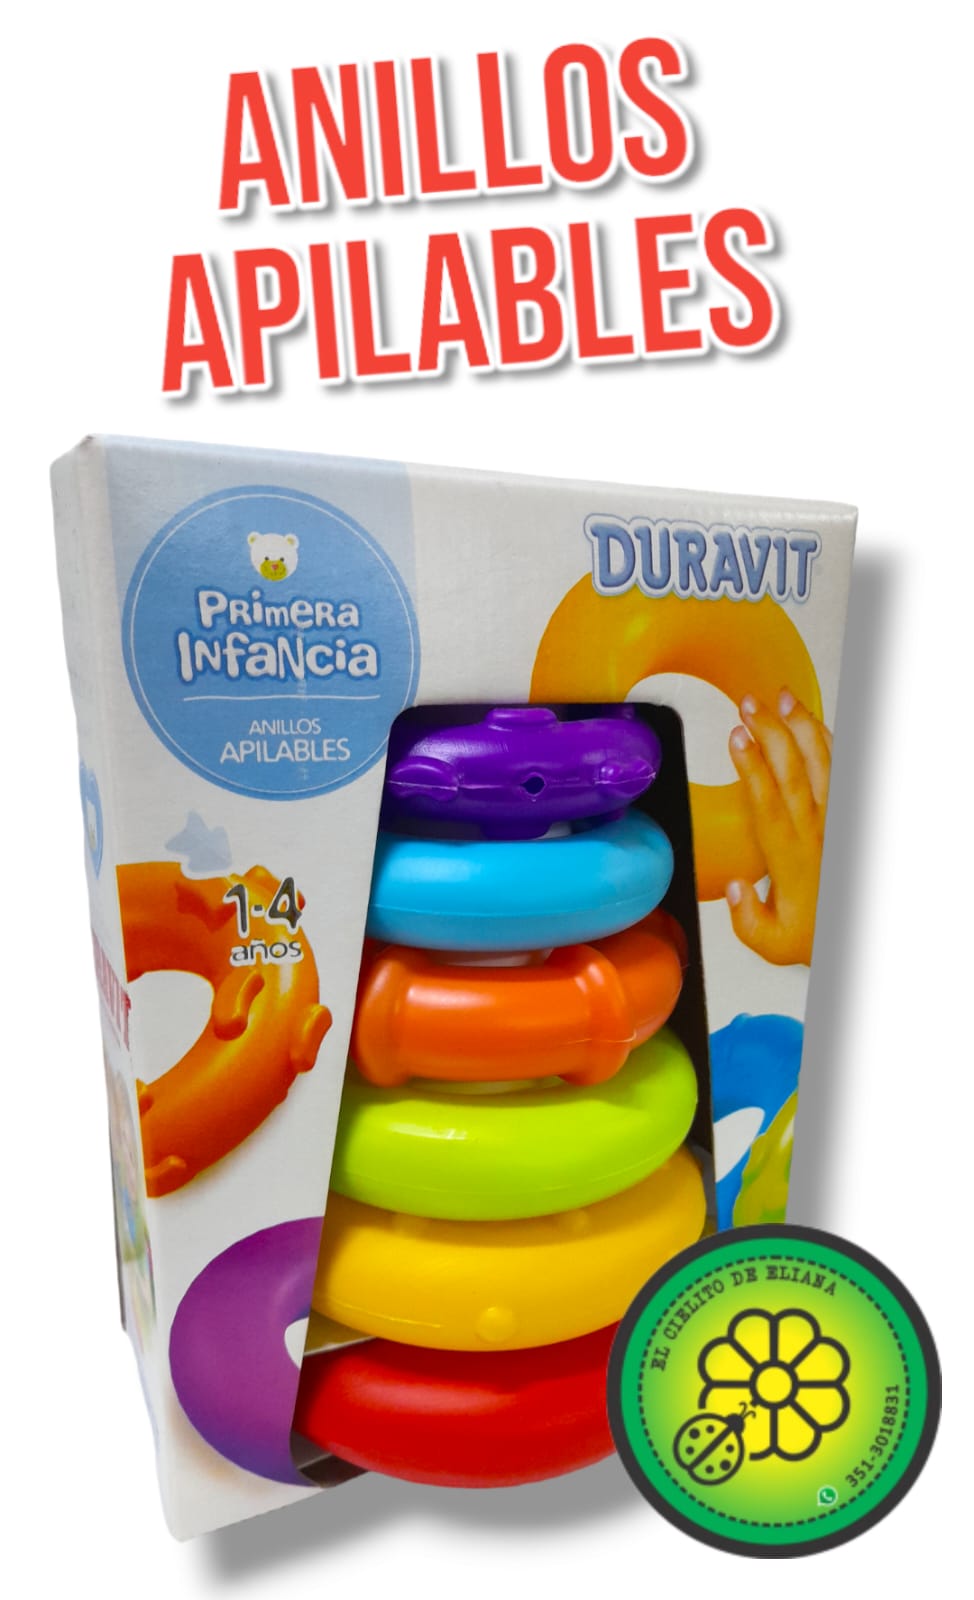 ANILLOS
APILABLES
DURAVIT
PRimeRA
INfaNcia
ANILLOS
APILABLES
1-4
años
EL CIELITO DE ELIANA
351-3018831